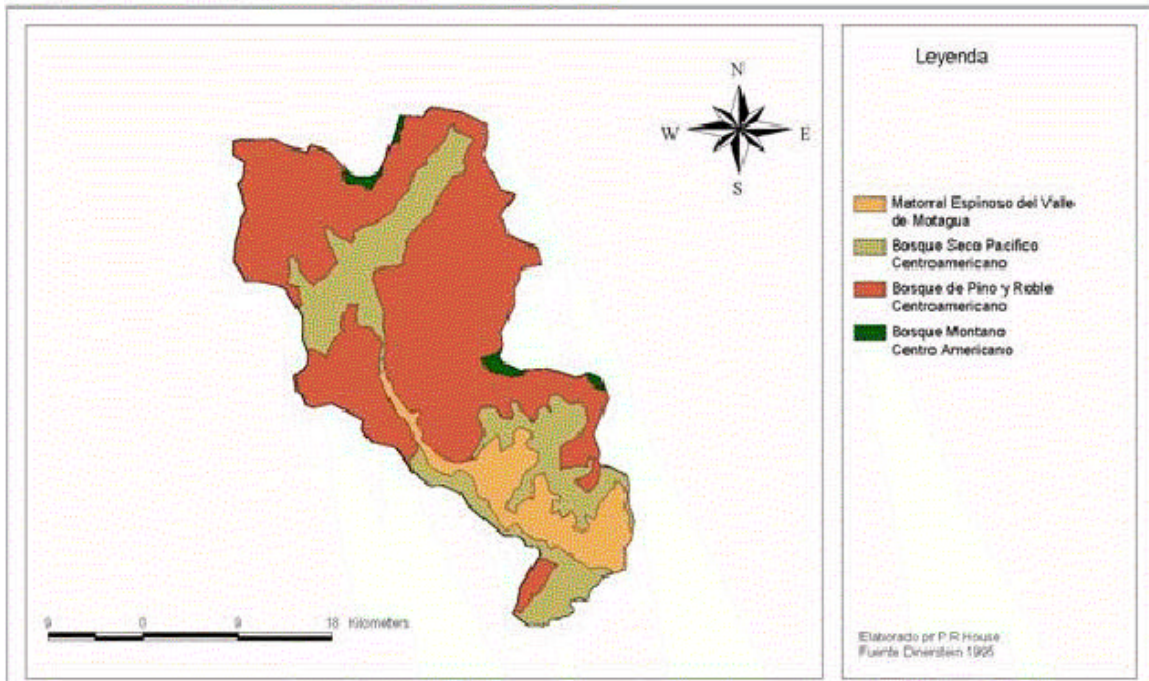 Leyenda
N
W E
S
Matorral Espinoso del Valle
de Motagua
Bosque Seco Pacifico
Centroamericano
Bosque de Pino y Roble
Centroamericano
Bosque Montano
Centro Americano
9 0 9 18 Kilometers
Elaborado pr P R House
Fuente Dinerstein 1995